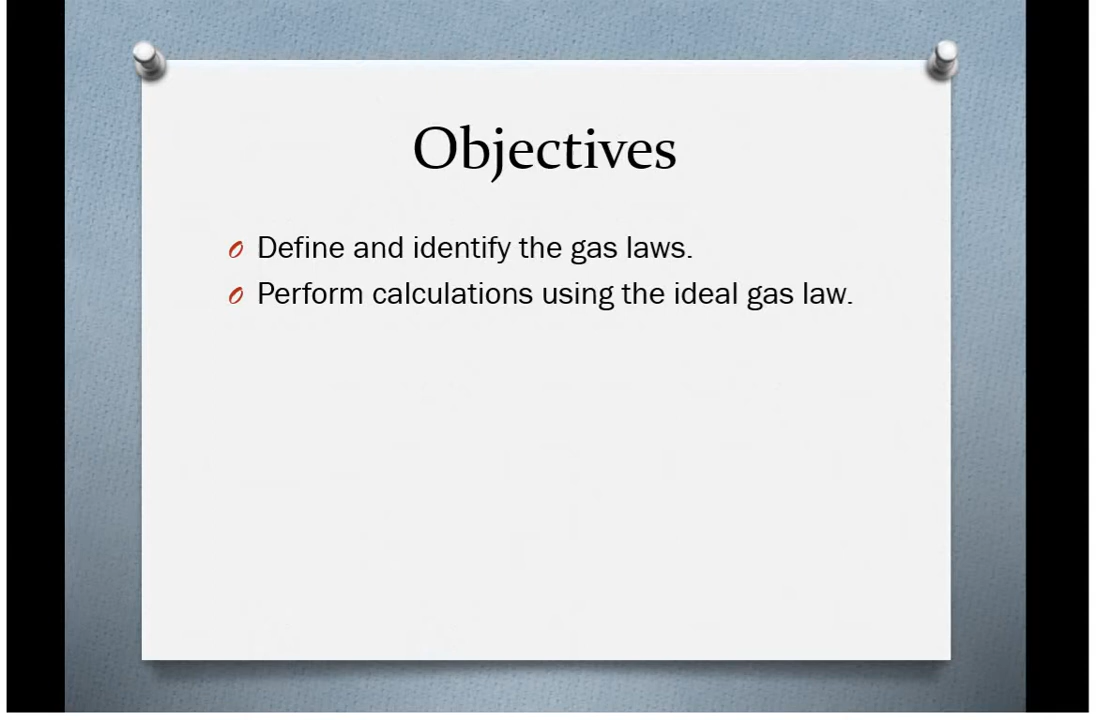 Objectives
Define and identify the gas laws.
Perform calculations using the ideal gas law.